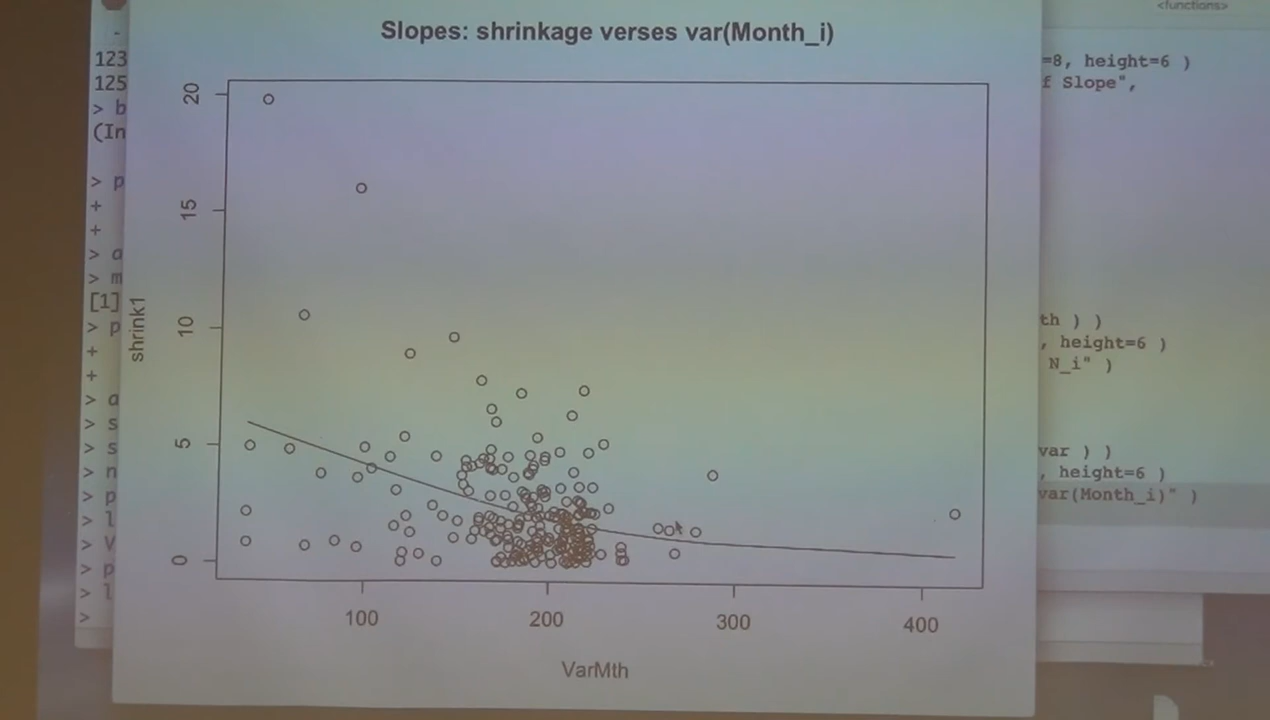 <functions>
Slopes: shrinkage verses var(Month_i)
-
123
125
> b
(In
> p
+
+
> a
> m
[1]
> p
+
+
> a
> s
> s
> n
> p
> l
> V
> p
> l
>
=8, height=6 )
f Slope",
th ) )
, height=6 )
N_i" )
var ) )
, height=6 )
var(Month_i)" )
20
15
10
5
0
shrink1
100
200
300
400
VarMth